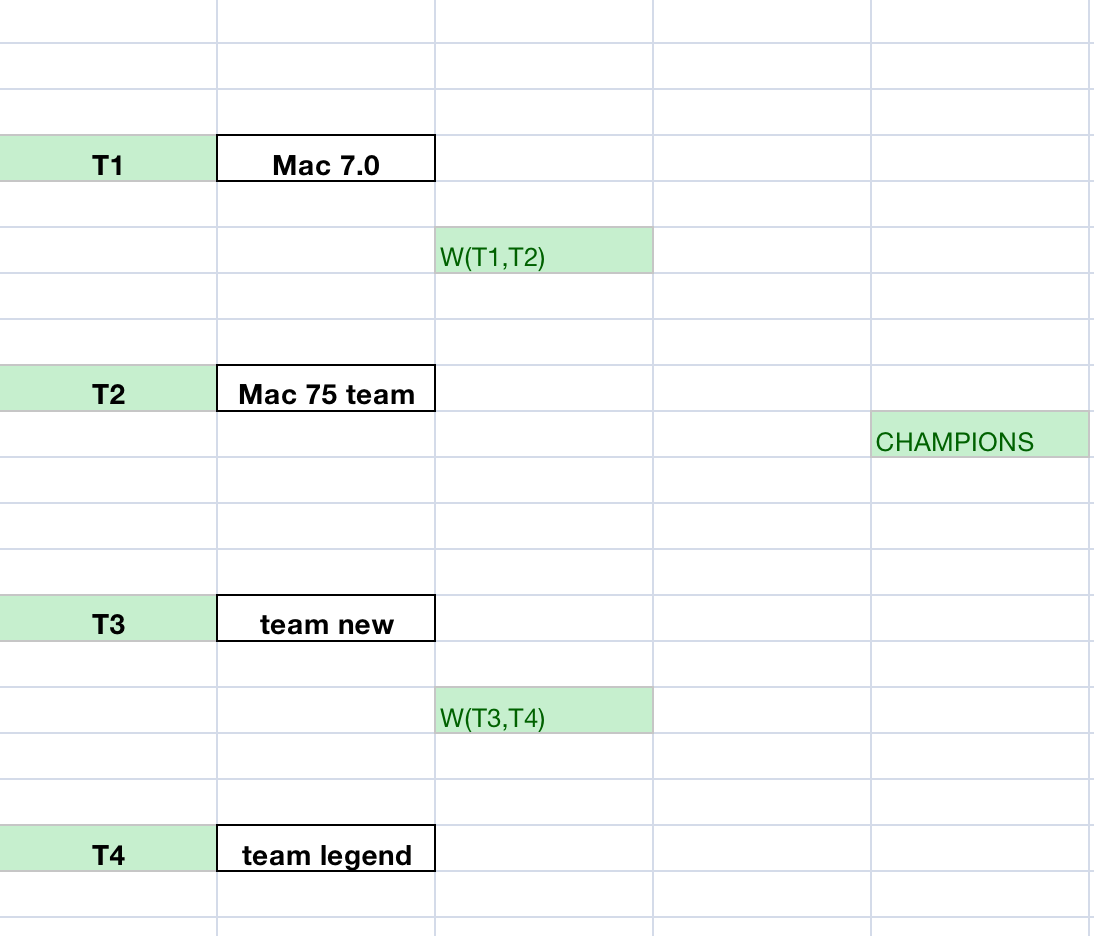 T1 Mac 7.0
W(T1,T2)
T2 Mac 75 team
CHAMPIONS
T3 team new
W(T3,T4)
T4 team legend